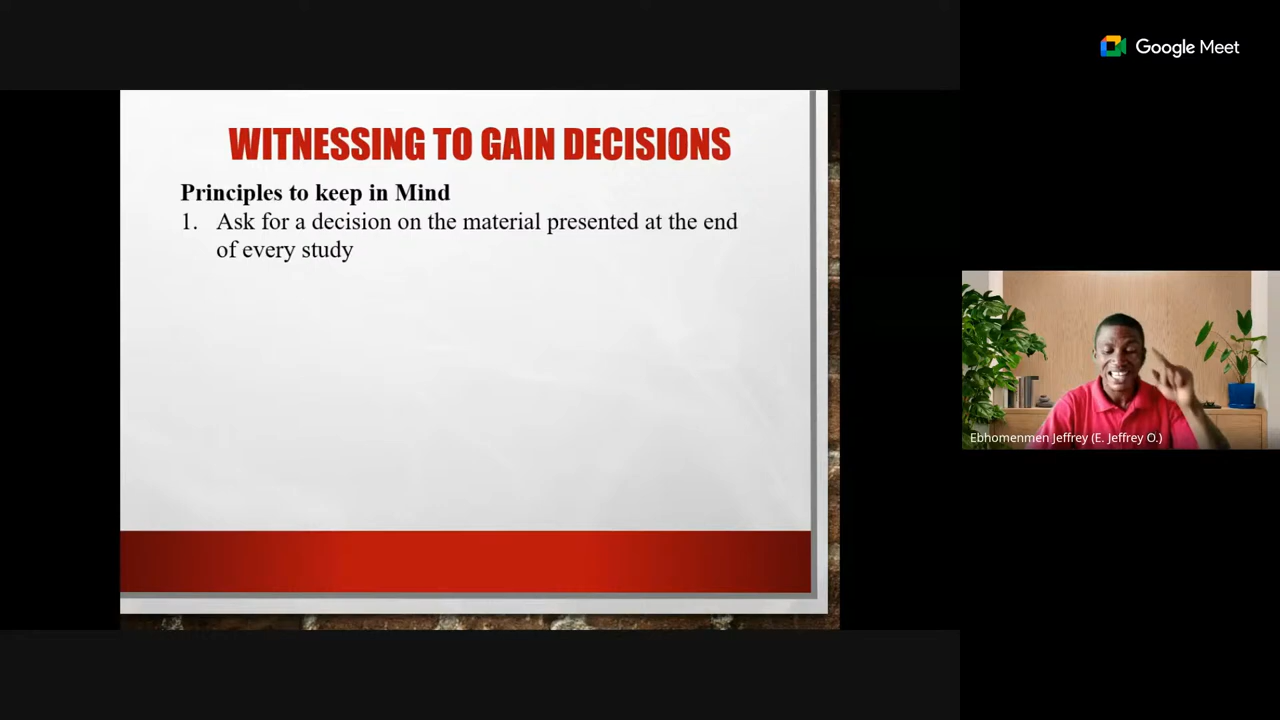 Google Meet
WITNESSING TO GAIN DECISIONS
Principles to keep in Mind
1. Ask for a decision on the material presented at the end
of every study
Ebhomenmen Jeffrey (E. Jeffrey O.)